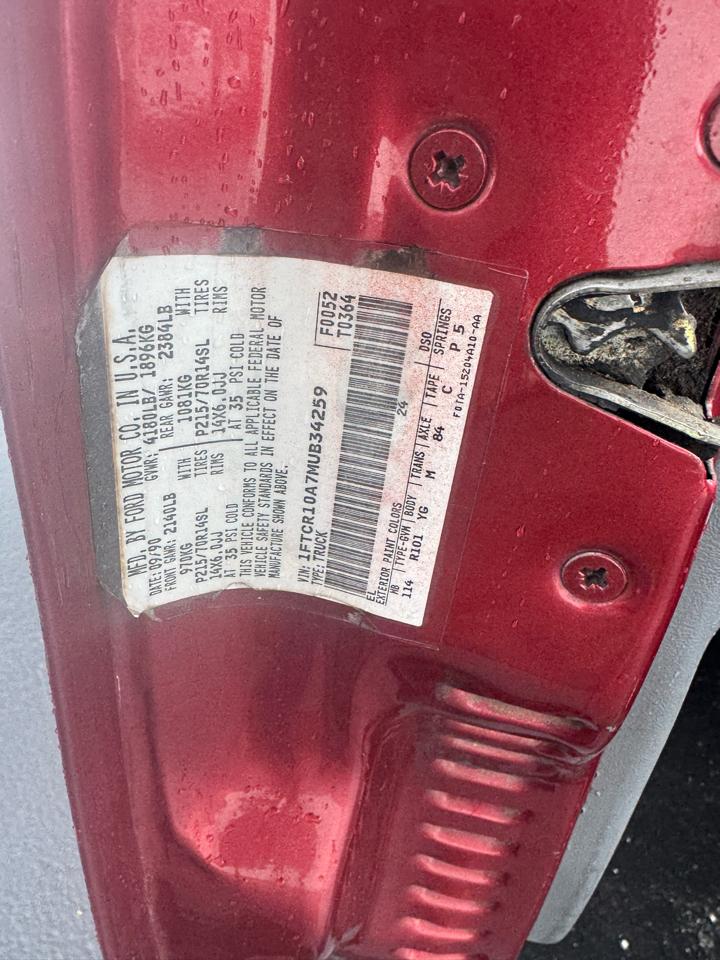 MFD. BY FORD MOTOR CO. IN U.S.A.
DATE: 09/90 GVWR: 4180LB/ 1896KG
FRONT GAWR: 2140LB REAR GAWR: 2384LB
970KG WITH 1081KG WITH
P215/70R14SL TIRES P215/70R14SL TIRES
14X6.0JJ RIMS 14X6.0JJ RIMS
AT 35 PSI COLD AT 35 PSI COLD
THIS VEHICLE CONFORMS TO ALL APPLICABLE FEDERAL MOTOR
VEHICLE SAFETY STANDARDS IN EFFECT ON THE DATE OF
MANUFACTURE SHOWN ABOVE.
VIN: 1FTCR10A7MUB34259 F0052
TYPE: TRUCK T0364
EL 24
EXTERIOR PAINT COLORS DSO
WB TYPE-GVW BODY TRANS AXLE TAPE SPRINGS
114 R101 YG M 84 C P 5
F0TA-15204A10-AA